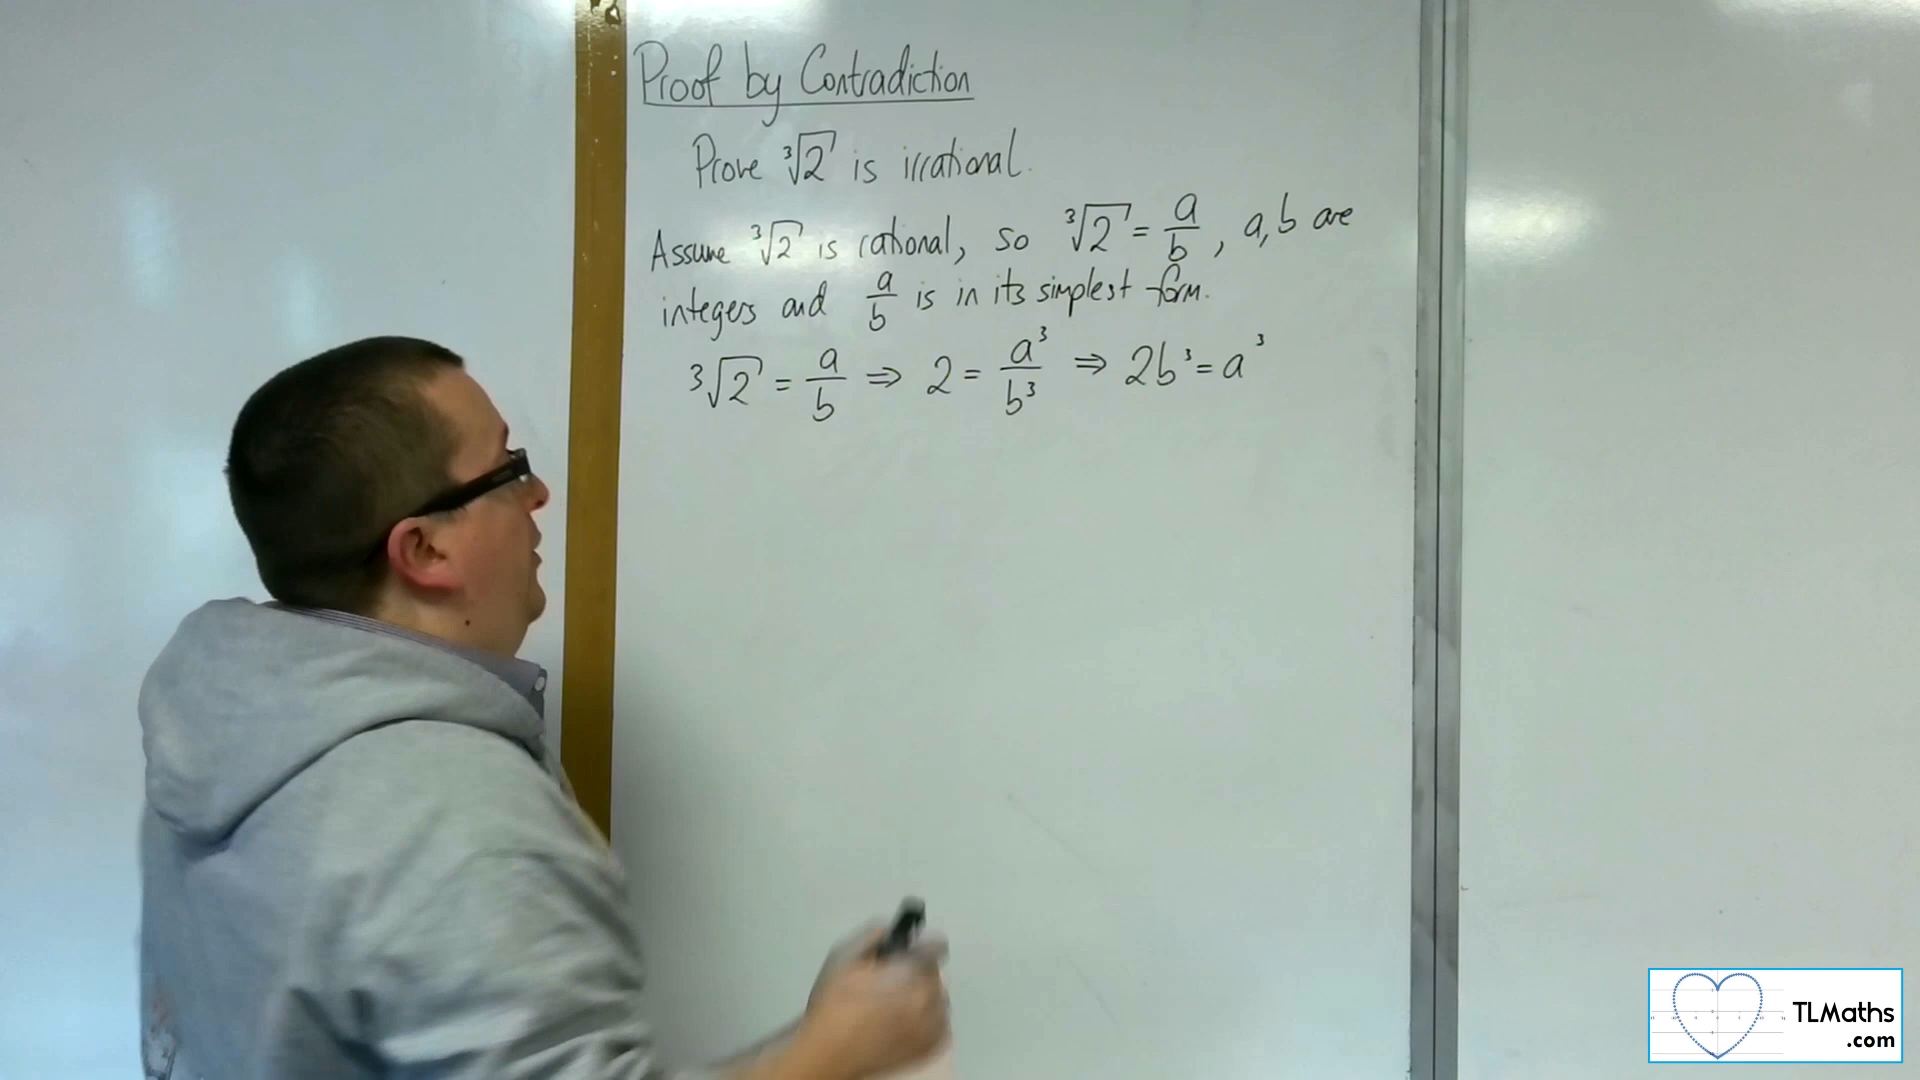 Proof by Contradiction
Prove ∛2 is irrational.
Assume ∛2 is rational, so ∛2 = a/b, a,b are
integers and a/b is in its simplest form.
∛2 = a/b ⇒ 2 = a³/b³ ⇒ 2b³ = a³
TLMaths
.com